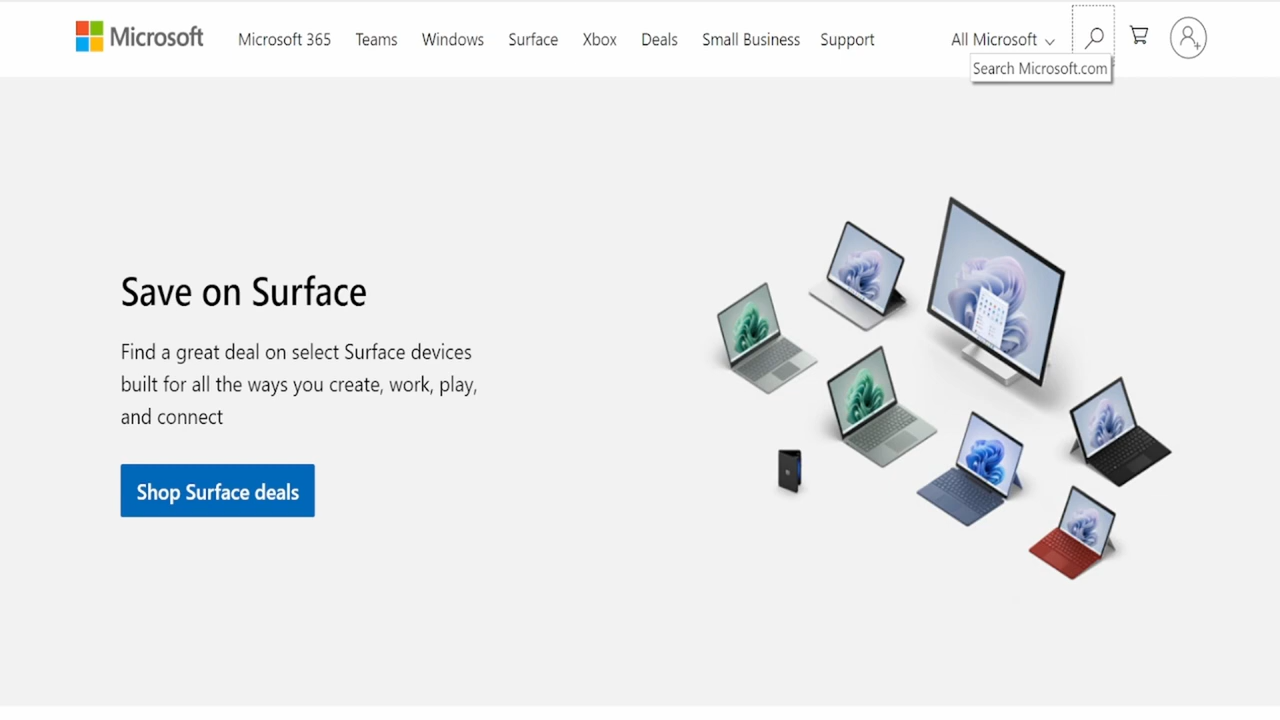 Microsoft Microsoft 365 Teams Windows Surface Xbox Deals Small Business Support All Microsoft
Search Microsoft.com
Save on Surface
Find a great deal on select Surface devices
built for all the ways you create, work, play,
and connect
Shop Surface deals